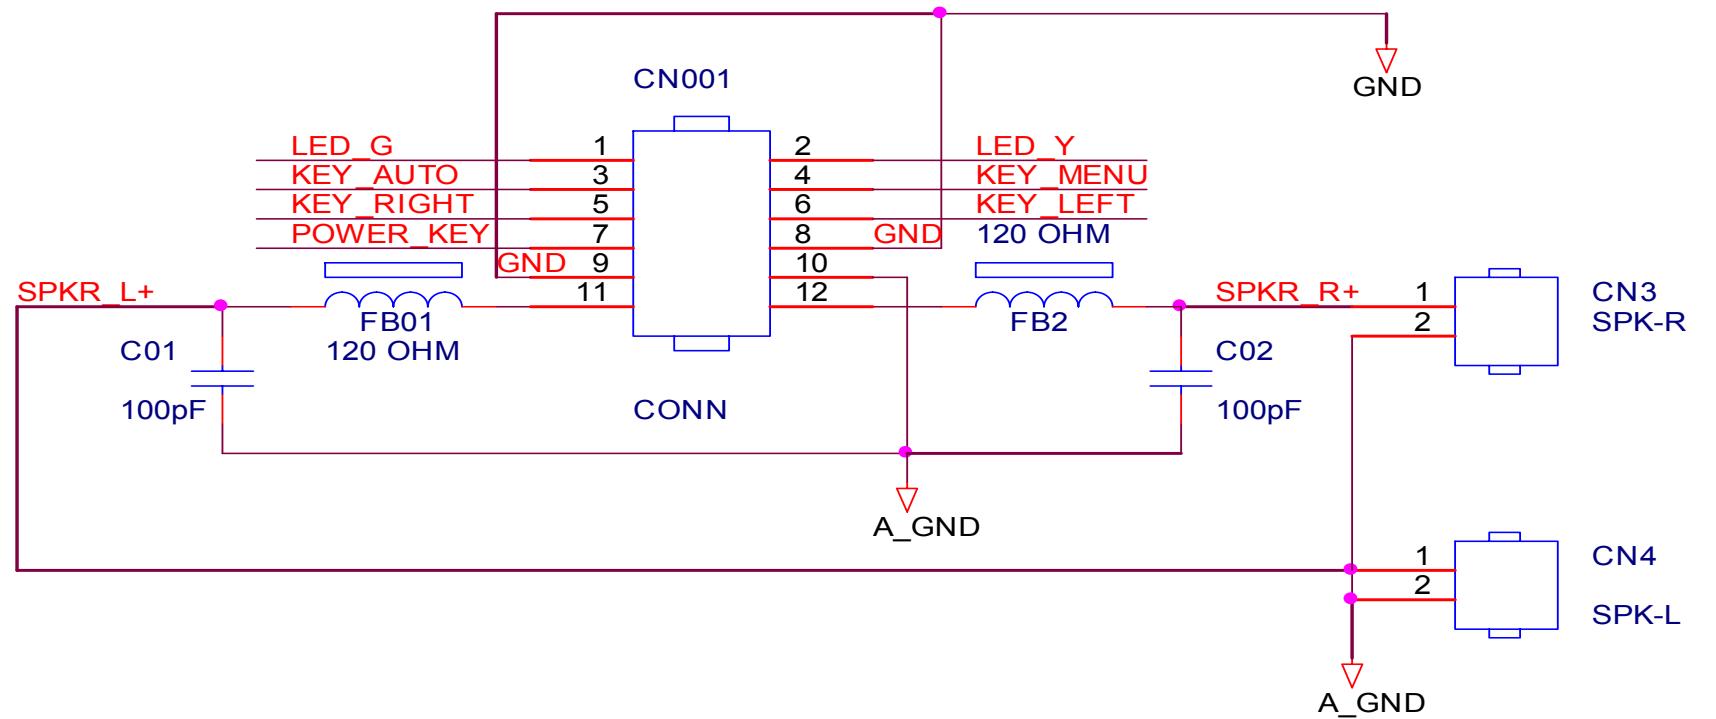 CN001
GND
LED_G 1 2 LED_Y
KEY_AUTO 3 4 KEY_MENU
KEY_RIGHT 5 6 KEY_LEFT
POWER_KEY 7 8 GND 120 OHM
GND 9 10
SPKR_L+ 11 12 SPKR_R+ 1 CN3
FB01 FB2 2 SPK-R
C01 120 OHM C02
100pF CONN 100pF
A_GND
1 CN4
2
SPK-L
A_GND